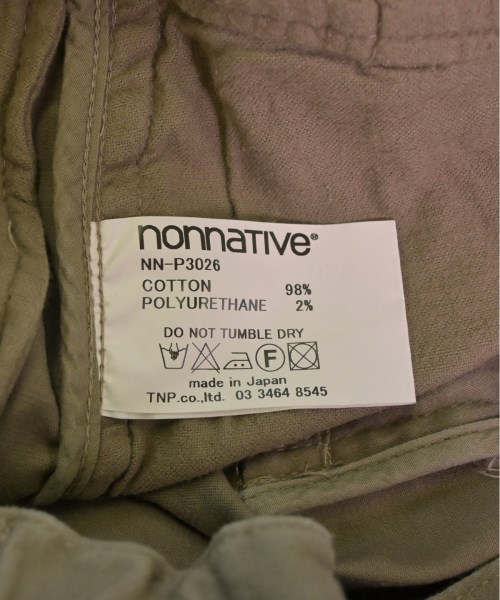 nonnative®
NN-P3026
COTTON 98%
POLYURETHANE 2%
DO NOT TUMBLE DRY
F
made in Japan
TNP.co.,ltd. 03 3464 8545